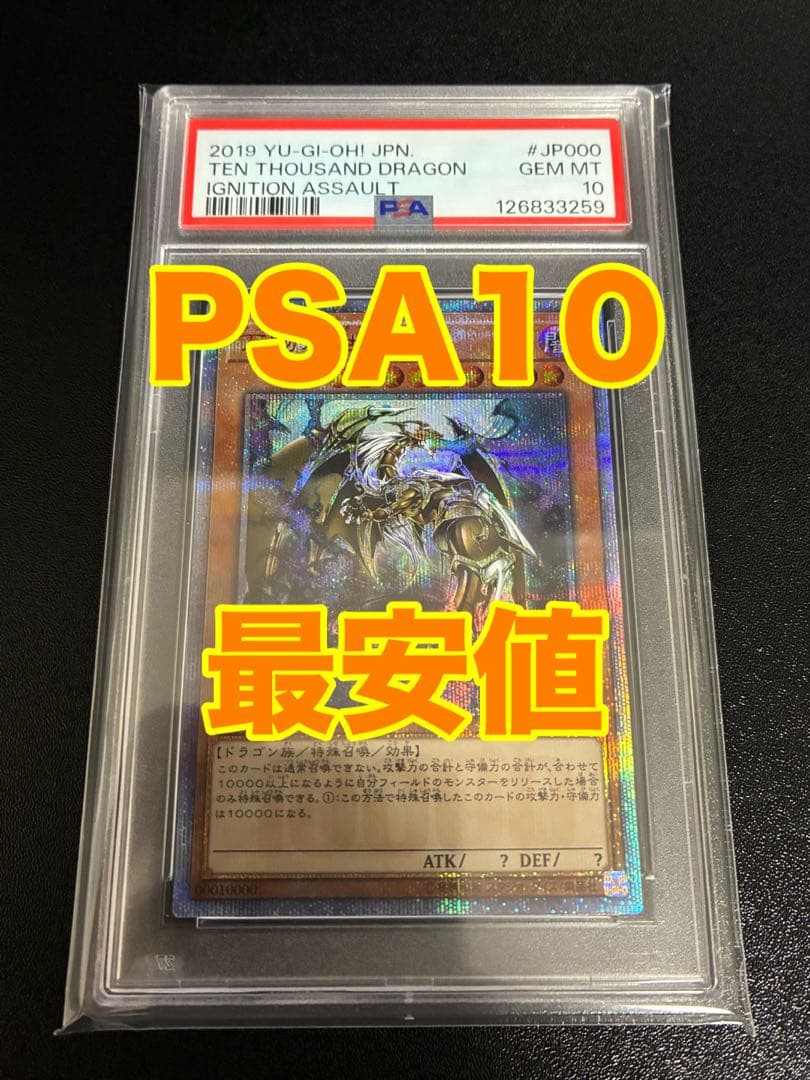 2019 YU-GI-OH! JPN. #JP000
TEN THOUSAND DRAGON GEM MT
IGNITION ASSAULT 10
PSA 126833259
PSA10
最安値
【ドラゴン族/特殊召喚/効果】
このカードは通常召喚できない。攻撃力の合計と守備力の合計が、合わせて
10000以上になるように自分フィールドのモンスターをリリースした場合
のみ特殊召喚できる。①:この方法で特殊召喚したこのカードの攻撃力・守備力
は10000になる。
ATK/ ? DEF/ ?
00010000